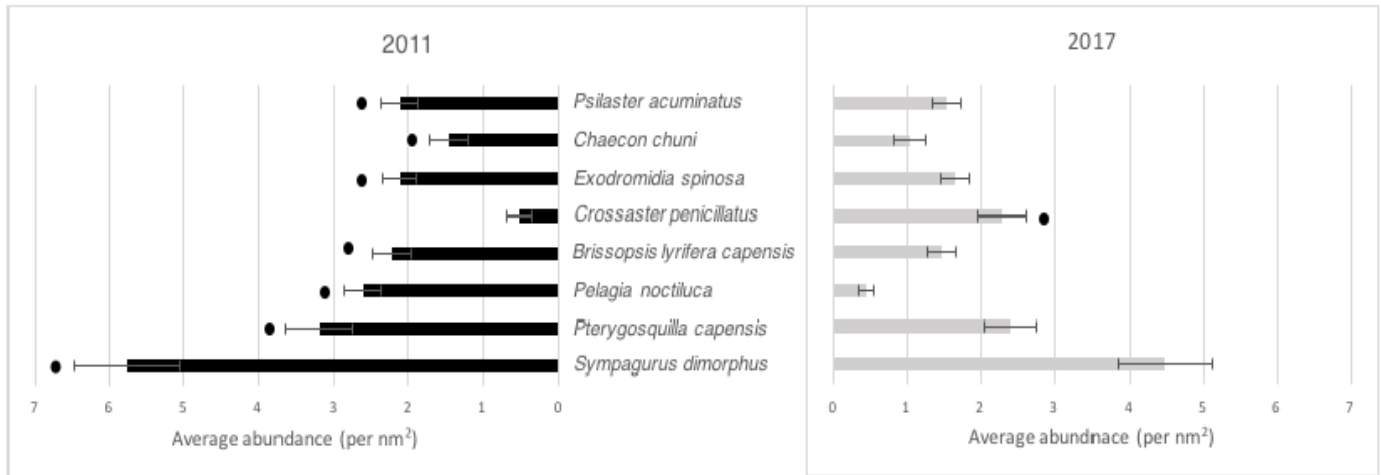 2011
2017
Psilaster acuminatus
Chaecon chuni
Exodromidia spinosa
Crossaster penicillatus
Brissopsis lyrifera capensis
Pelagia noctiluca
Pterygosquilla capensis
Sympagurus dimorphus
7 6 5 4 3 2 1 0
Average abundance (per nm²)
0 1 2 3 4 5 6 7
Average abundnace (per nm²)